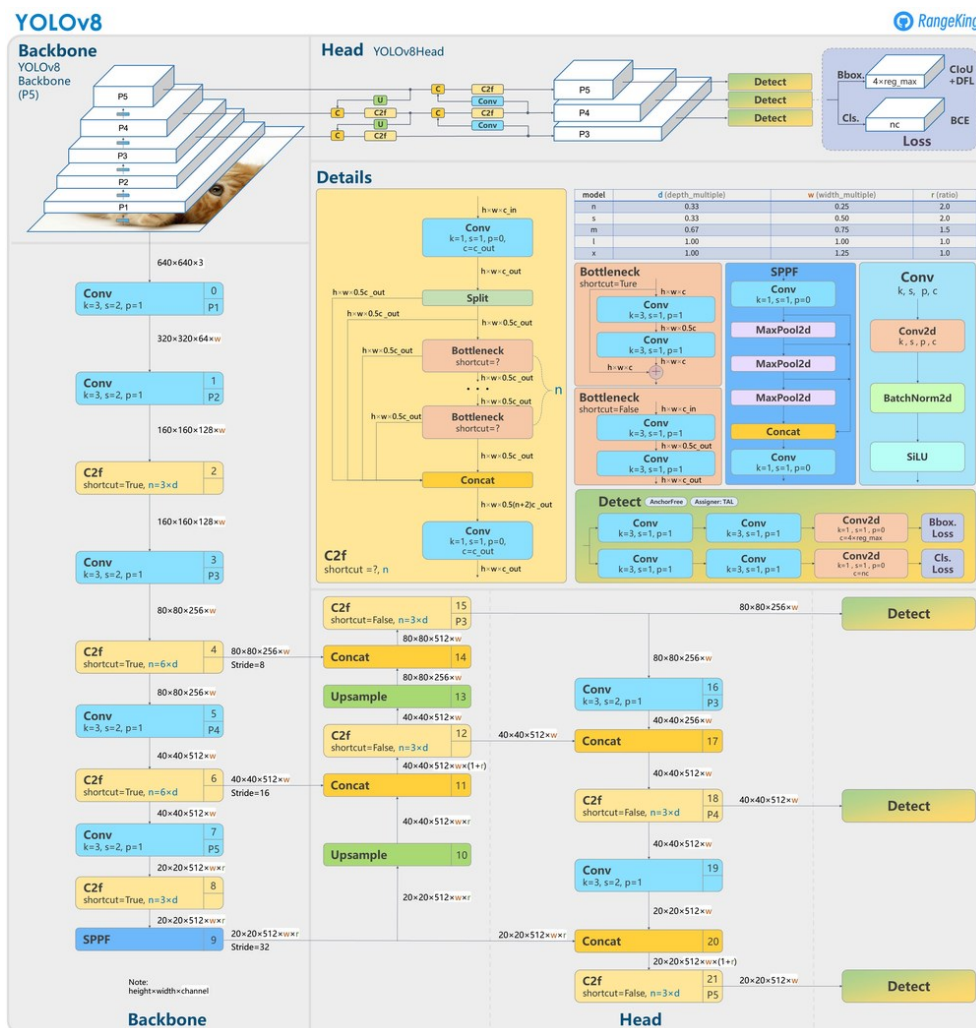 YOLOv8
RangeKing
Backbone
YOLOv8
Backbone
(P5)
P5
P4
P3
P2
P1
Head YOLOv8Head
C
C2f
U
Conv
C
C2f
C
C2f
U
Conv
C
C2f
P5
P4
P3
Detect
Detect
Detect
Bbox.
4×reg_max
CIoU
+DFL
Cls.
nc
BCE
Loss
640×640×3
Conv
k=3, s=2, p=1
0
P1
320×320×64×w
Conv
k=3, s=2, p=1
1
P2
160×160×128×w
C2f
shortcut=True, n=3×d
2
160×160×128×w
Conv
k=3, s=2, p=1
3
P3
80×80×256×w
C2f
shortcut=True, n=6×d
4
80×80×256×w
Stride=8
80×80×256×w
Conv
k=3, s=2, p=1
5
P4
40×40×512×w
C2f
shortcut=True, n=6×d
6
40×40×512×w
Stride=16
40×40×512×w
Conv
k=3, s=2, p=1
7
P5
20×20×512×w×r
C2f
shortcut=True, n=3×d
8
20×20×512×w×r
SPPF
9
20×20×512×w×r
Stride=32
Note:
height×width×channel
Backbone
Details
h×w×c_in
Conv
k=1, s=1, p=0,
c=c_out
h×w×c_out
Split
h×w×0.5c_out
h×w×0.5c_out
h×w×0.5c_out
h×w×0.5c_out
Bottleneck
shortcut=?
h×w×0.5c_out
. . .
h×w×0.5c_out
n
h×w×0.5c_out
Bottleneck
shortcut=?
h×w×0.5c_out
Concat
h×w×0.5(n+2)c_out
Conv
k=1, s=1, p=0,
c=c_out
h×w×c_out
C2f
shortcut =?, n
model d (depth_multiple) w (width_multiple) r (ratio)
n 0.33 0.25 2.0
s 0.33 0.50 2.0
m 0.67 0.75 1.5
l 1.00 1.00 1.0
x 1.00 1.25 1.0
Bottleneck
shortcut=Ture
h×w×c
Conv
k=3, s=1, p=1
h×w×0.5c
Conv
k=3, s=1, p=1
h×w×c
h×w×c
+
Bottleneck
shortcut=False
h×w×c_in
Conv
k=3, s=1, p=1
h×w×0.5c_out
Conv
k=3, s=1, p=1
h×w×c_out
SPPF
Conv
k=1, s=1, p=0
MaxPool2d
MaxPool2d
MaxPool2d
Concat
Conv
k=1, s=1, p=0
Conv
k, s, p, c
Conv2d
k, s, p, c
BatchNorm2d
SiLU
Detect AnchorFree Assigner: TAL
Conv
k=3, s=1, p=1
Conv
k=3, s=1, p=1
Conv2d
k=1, s=1, p=0
c=4×reg_max
Bbox.
Loss
Conv
k=3, s=1, p=1
Conv
k=3, s=1, p=1
Conv2d
k=1, s=1, p=0
c=nc
Cls.
Loss
C2f
shortcut=False, n=3×d
15
P3
80×80×256×w
Detect
80×80×512×w
Concat
14
80×80×256×w
Upsample
13
40×40×512×w
C2f
shortcut=False, n=3×d
12
40×40×512×w
40×40×512×w×(1+r)
Concat
11
40×40×512×w×r
Upsample
10
20×20×512×w×r
80×80×256×w
Conv
k=3, s=2, p=1
16
P3
40×40×256×w
Concat
17
40×40×512×w
C2f
shortcut=False, n=3×d
18
P4
40×40×512×w
Detect
40×40×512×w
Conv
k=3, s=2, p=1
19
20×20×512×w
20×20×512×w×r
Concat
20
20×20×512×w×(1+r)
C2f
shortcut=False, n=3×d
21
P5
20×20×512×w
Detect
Head